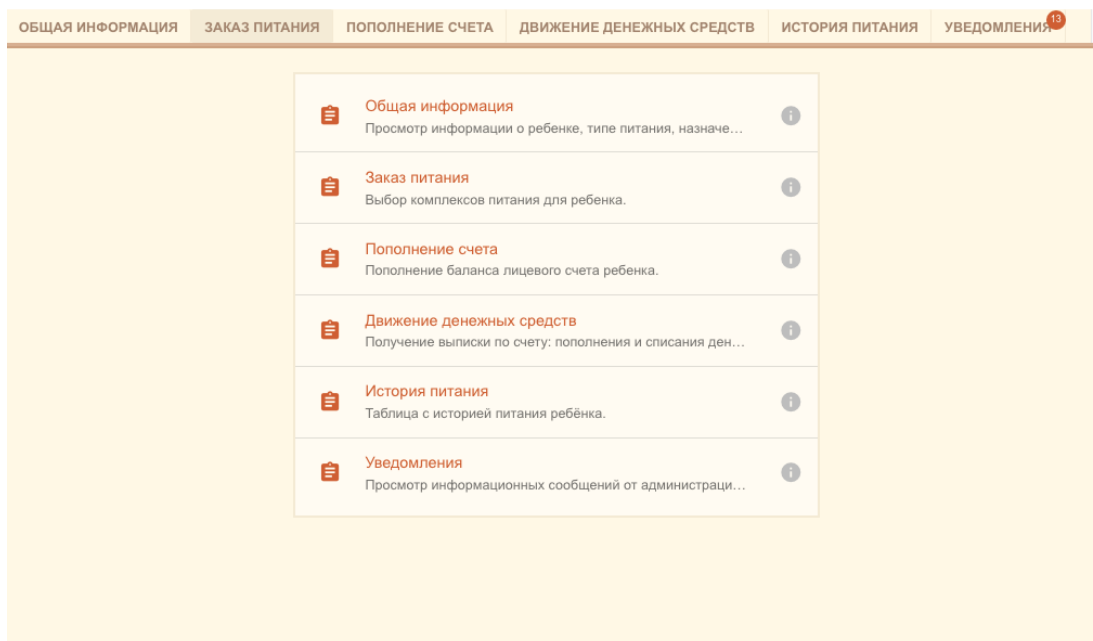 ОБЩАЯ ИНФОРМАЦИЯ ЗАКАЗ ПИТАНИЯ ПОПОЛНЕНИЕ СЧЕТА ДВИЖЕНИЕ ДЕНЕЖНЫХ СРЕДСТВ ИСТОРИЯ ПИТАНИЯ УВЕДОМЛЕНИЯ 13
Общая информация
Просмотр информации о ребенке, типе питания, назначе…
Заказ питания
Выбор комплексов питания для ребенка.
Пополнение счета
Пополнение баланса лицевого счета ребенка.
Движение денежных средств
Получение выписки по счету: пополнения и списания ден…
История питания
Таблица с историей питания ребёнка.
Уведомления
Просмотр информационных сообщений от администраци…